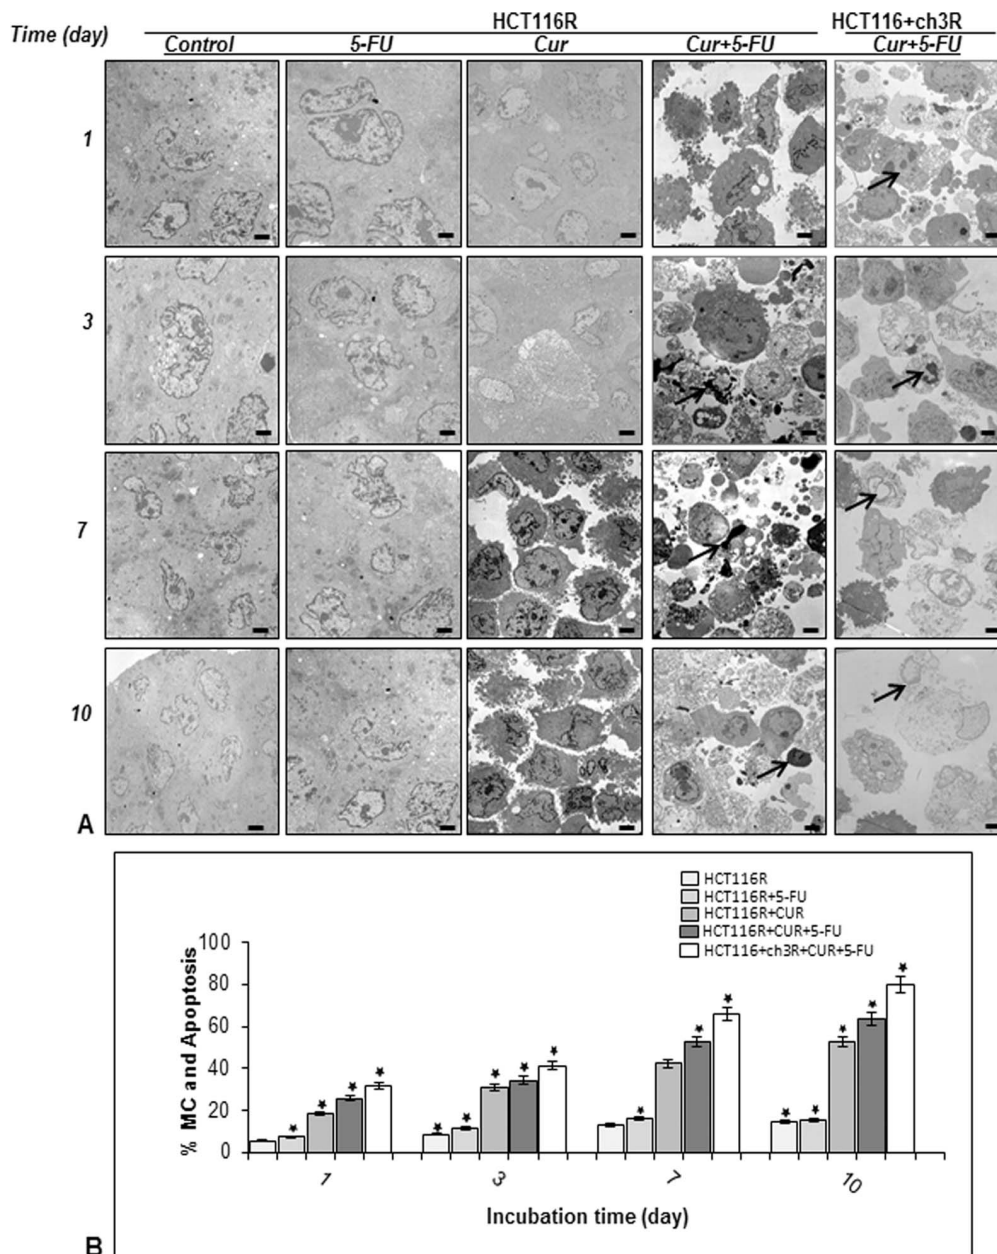 HCT116R HCT116+ch3R
Time (day) Control 5-FU Cur Cur+5-FU Cur+5-FU
1
3
7
10
A
HCT116R
HCT116R+5-FU
HCT116R+CUR
HCT116R+CUR+5-FU
HCT116+ch3R+CUR+5-FU
% MC and Apoptosis
100
80
60
40
20
0
1 3 7 10
Incubation time (day)
B